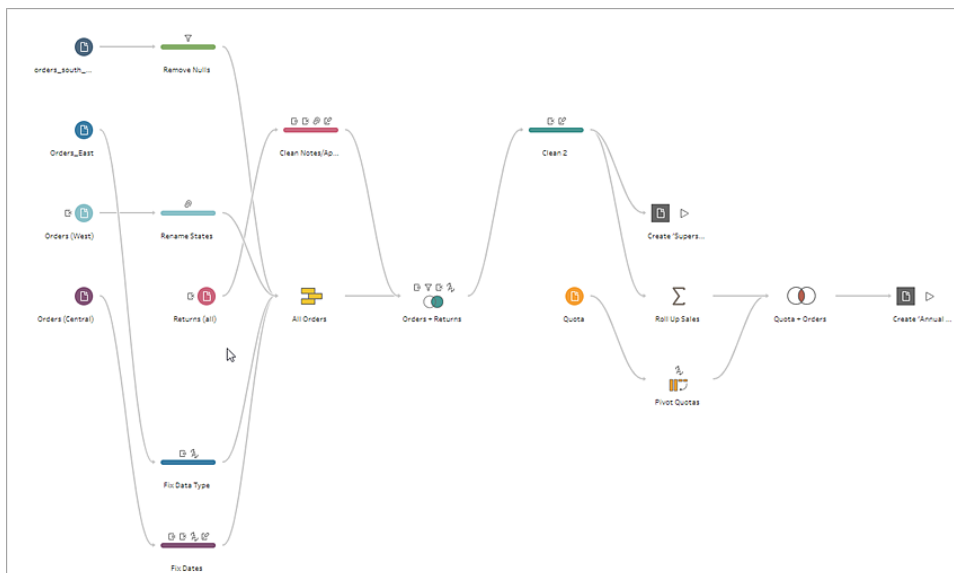 orders_south_...
Remove Nulls
Orders_East
Clean Notes/Ap...
Clean 2
Orders (West)
Rename States
Create 'Supers...
Orders (Central)
Returns (all)
All Orders
Orders + Returns
Quota
Roll Up Sales
Quota + Orders
Create 'Annual ...
Pivot Quotas
Fix Data Type
Fix Dates